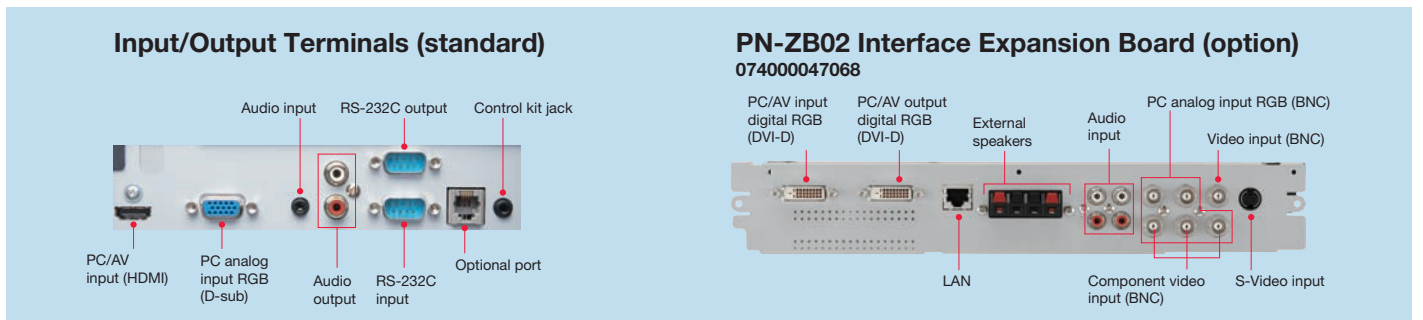 Input/Output Terminals (standard)
Audio input
RS-232C output
Control kit jack
PC/AV
input (HDMI)
PC analog
input RGB
(D-sub)
Audio
output
RS-232C
input
Optional port
PN-ZB02 Interface Expansion Board (option)
074000047068
PC/AV input
digital RGB
(DVI-D)
PC/AV output
digital RGB
(DVI-D)
External
speakers
Audio
input
PC analog input RGB (BNC)
Video input (BNC)
LAN
Component video
input (BNC)
S-Video input